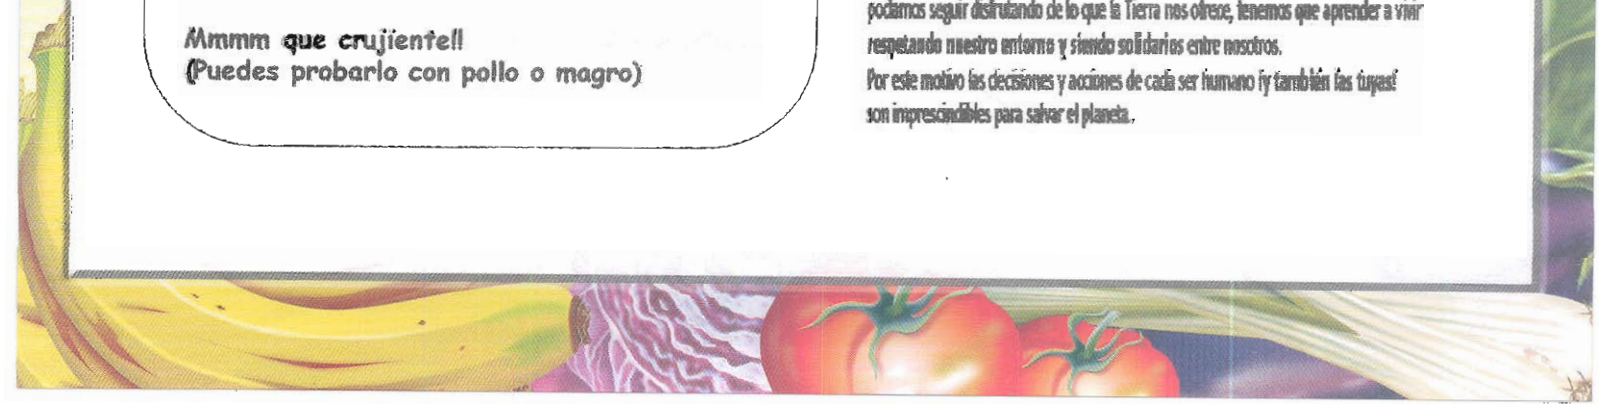 Mmmm que crujiente!!
(Puedes probarlo con pollo o magro)
podamos seguir disfrutando de lo que la Tierra nos ofrece, tenemos que aprender a vivir
respetando nuestro entorno y siendo solidarios entre nosotros.
Por este motivo las decisiones y acciones de cada ser humano ¡y también las tuyas!
son imprescindibles para salvar el planeta.